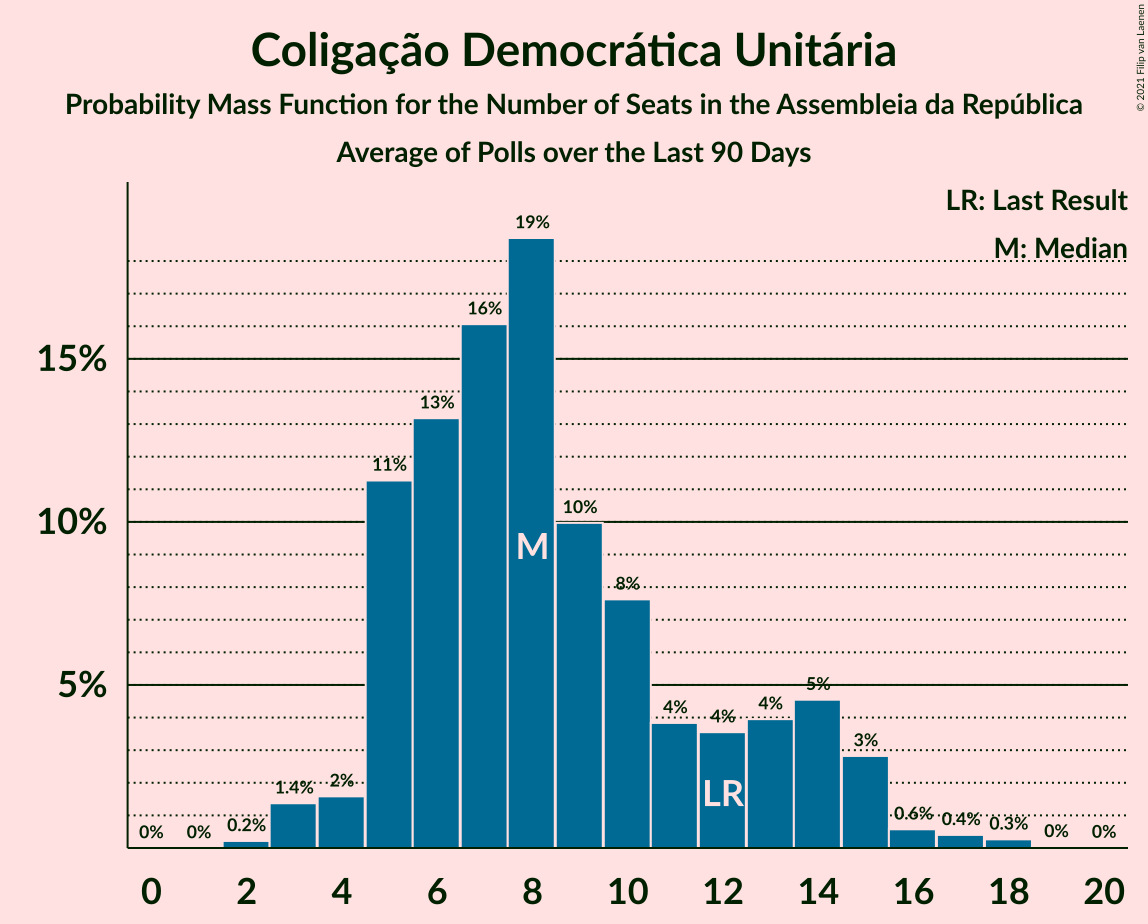 Coligação Democrática Unitária
Probability Mass Function for the Number of Seats in the Assembleia da República
Average of Polls over the Last 90 Days
© 2021 Filip van Laenen
LR: Last Result
M: Median
19%
16%
15%
13%
11%
10%
10%
M
8%
5%
5%
4%
4%
4%
3%
LR
2%
1.4%
0.6%
0.4%
0.3%
0.2%
0%
0%
0%
0%
0 2 4 6 8 10 12 14 16 18 20